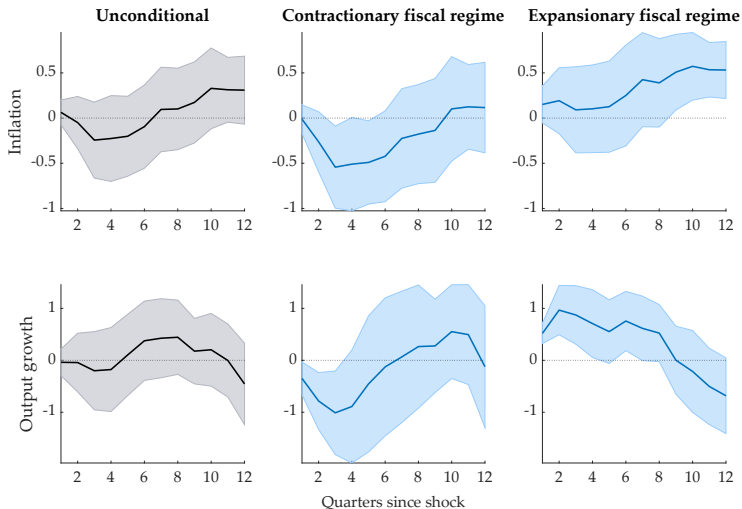 Unconditional
Contractionary fiscal regime
Expansionary fiscal regime
Inflation
0.5
0
-0.5
-1
2 4 6 8 10 12
0.5
0
-0.5
-1
2 4 6 8 10 12
0.5
0
-0.5
-1
2 4 6 8 10 12
Output growth
1
0
-1
2 4 6 8 10 12
1
0
-1
2 4 6 8 10 12
1
0
-1
2 4 6 8 10 12
Quarters since shock